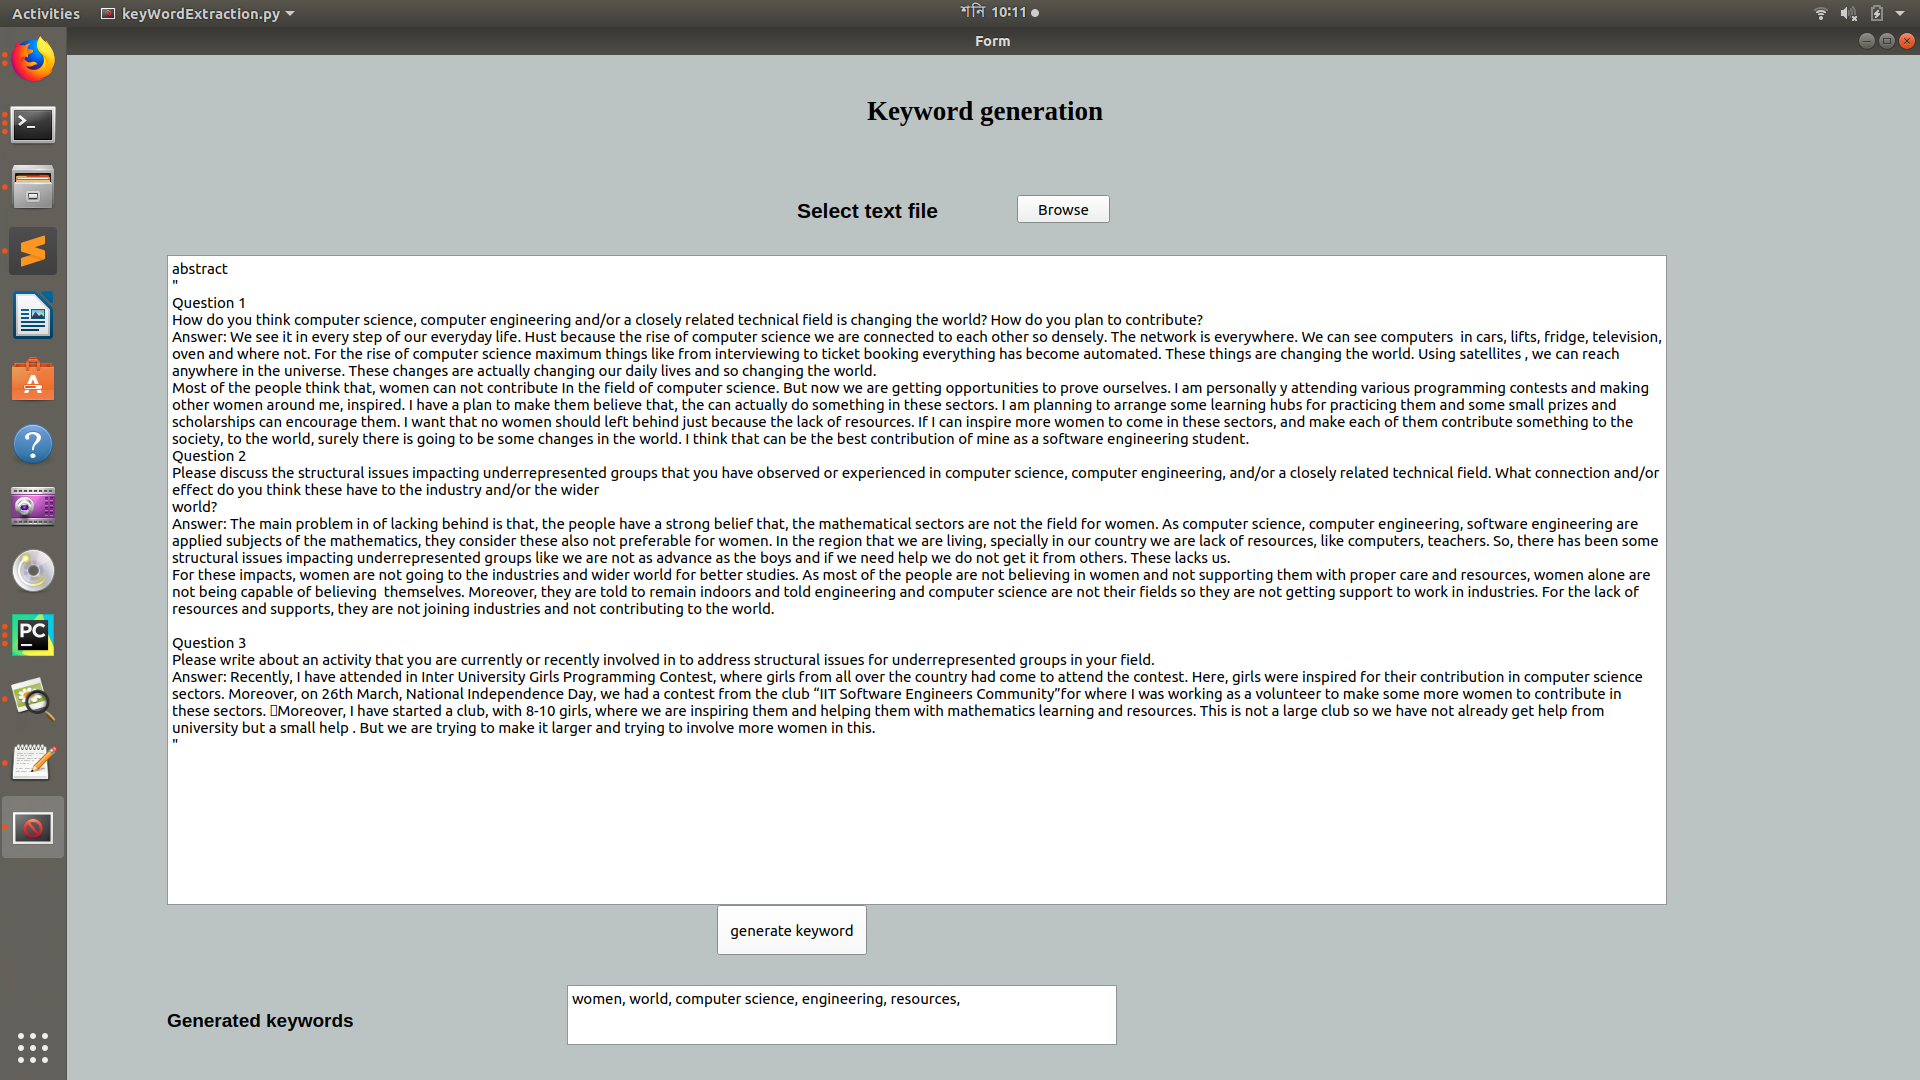 Activities
keyWordExtraction.py
শনি 10:11
Form
Keyword generation
Select text file
Browse
abstract
"
Question 1
How do you think computer science, computer engineering and/or a closely related technical field is changing the world? How do you plan to contribute?
Answer: We see it in every step of our everyday life. Hust because the rise of computer science we are connected to each other so densely. The network is everywhere. We can see computers  in cars, lifts, fridge, television,
oven and where not. For the rise of computer science maximum things like from interviewing to ticket booking everything has become automated. These things are changing the world. Using satellites , we can reach
anywhere in the universe. These changes are actually changing our daily lives and so changing the world.
Most of the people think that, women can not contribute In the field of computer science. But now we are getting opportunities to prove ourselves. I am personally y attending various programming contests and making
other women around me, inspired. I have a plan to make them believe that, the can actually do something in these sectors. I am planning to arrange some learning hubs for practicing them and some small prizes and
scholarships can encourage them. I want that no women should left behind just because the lack of resources. If I can inspire more women to come in these sectors, and make each of them contribute something to the
society, to the world, surely there is going to be some changes in the world. I think that can be the best contribution of mine as a software engineering student.
Question 2
Please discuss the structural issues impacting underrepresented groups that you have observed or experienced in computer science, computer engineering, and/or a closely related technical field. What connection and/or
effect do you think these have to the industry and/or the wider
world?
Answer: The main problem in of lacking behind is that, the people have a strong belief that, the mathematical sectors are not the field for women. As computer science, computer engineering, software engineering are
applied subjects of the mathematics, they consider these also not preferable for women. In the region that we are living, specially in our country we are lack of resources, like computers, teachers. So, there has been some
structural issues impacting underrepresented groups like we are not as advance as the boys and if we need help we do not get it from others. These lacks us.
For these impacts, women are not going to the industries and wider world for better studies. As most of the people are not believing in women and not supporting them with proper care and resources, women alone are
not being capable of believing  themselves. Moreover, they are told to remain indoors and told engineering and computer science are not their fields so they are not getting support to work in industries. For the lack of
resources and supports, they are not joining industries and not contributing to the world.
Question 3
Please write about an activity that you are currently or recently involved in to address structural issues for underrepresented groups in your field.
Answer: Recently, I have attended in Inter University Girls Programming Contest, where girls from all over the country had come to attend the contest. Here, girls were inspired for their contribution in computer science
sectors. Moreover, on 26th March, National Independence Day, we had a contest from the club “IIT Software Engineers Community”for where I was working as a volunteer to make some more women to contribute in
these sectors. Moreover, I have started a club, with 8-10 girls, where we are inspiring them and helping them with mathematics learning and resources. This is not a large club so we have not already get help from
university but a small help . But we are trying to make it larger and trying to involve more women in this.
"
generate keyword
Generated keywords
women, world, computer science, engineering, resources,